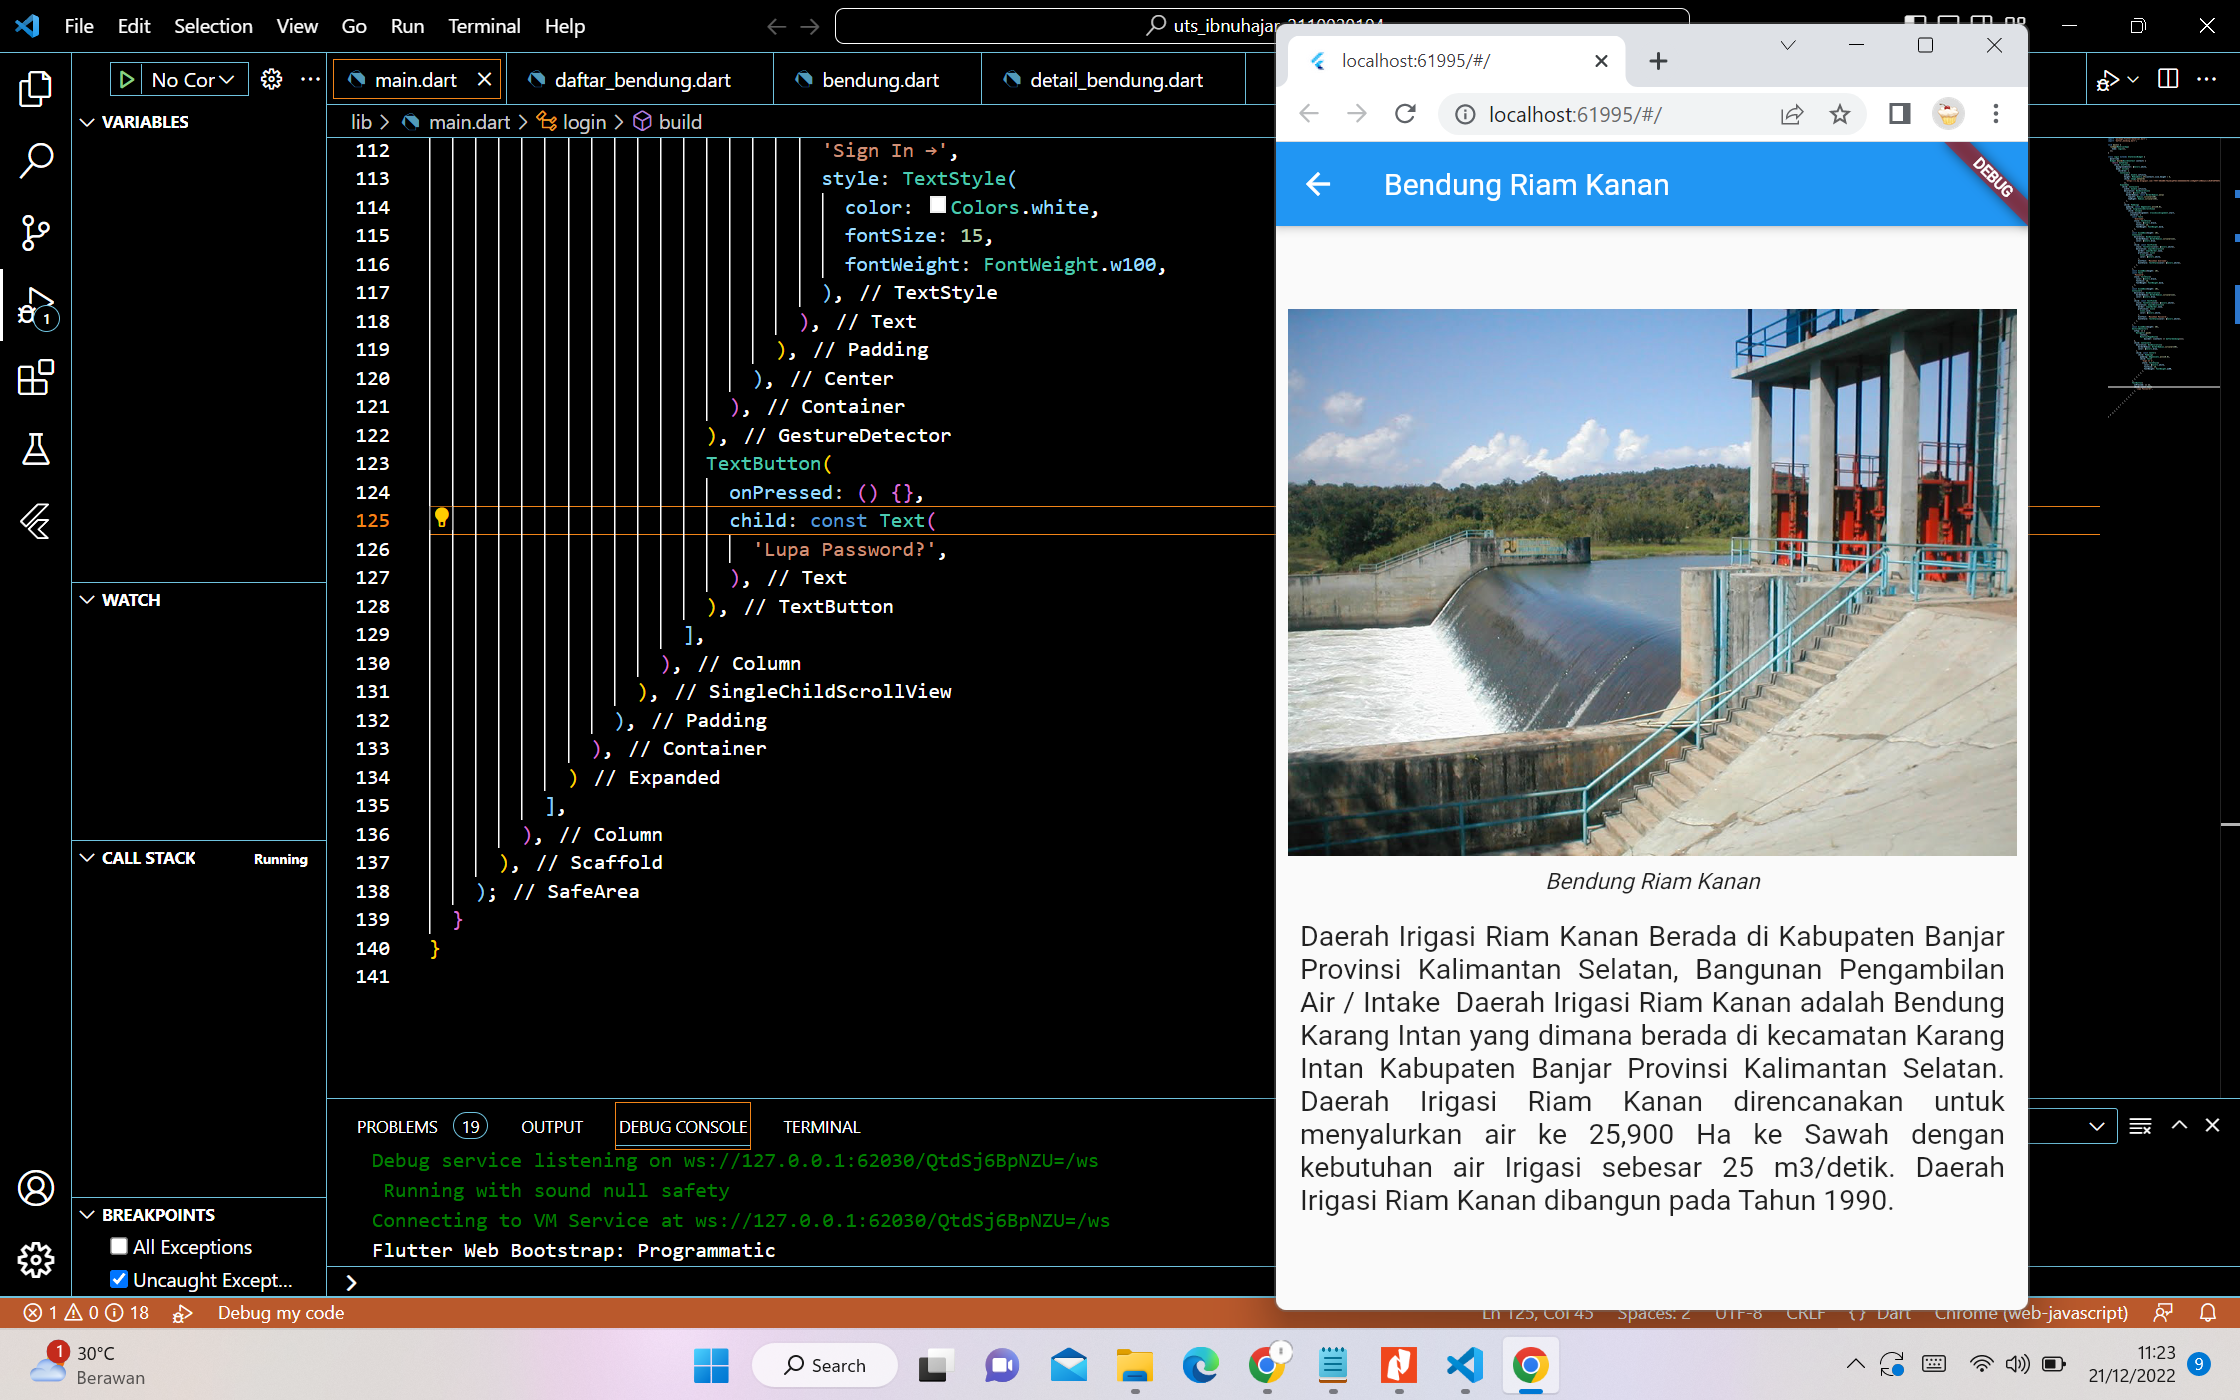 File Edit Selection View Go Run Terminal Help
uts_ibnuhajar_2110020104
No Cor
main.dart
daftar_bendung.dart
bendung.dart
detail_bendung.dart
lib > main.dart > login > build
VARIABLES
WATCH
CALL STACK Running
BREAKPOINTS
All Exceptions
Uncaught Except...
1
112 'Sign In →',
113 style: TextStyle(
114 color: Colors.white,
115 fontSize: 15,
116 fontWeight: FontWeight.w100,
117 ), // TextStyle
118 ), // Text
119 ), // Padding
120 ), // Center
121 ), // Container
122 ), // GestureDetector
123 TextButton(
124 onPressed: () {},
125 child: const Text(
126 'Lupa Password?',
127 ), // Text
128 ), // TextButton
129 ],
130 ), // Column
131 ), // SingleChildScrollView
132 ), // Padding
133 ), // Container
134 ) // Expanded
135 ],
136 ), // Column
137 ), // Scaffold
138 ); // SafeArea
139 }
140 }
141
PROBLEMS 19 OUTPUT DEBUG CONSOLE TERMINAL
Debug service listening on ws://127.0.0.1:62030/QtdSj6BpNZU=/ws
Running with sound null safety
Connecting to VM Service at ws://127.0.0.1:62030/QtdSj6BpNZU=/ws
Flutter Web Bootstrap: Programmatic
localhost:61995/#/
localhost:61995/#/
Bendung Riam Kanan
DEBUG
Bendung Riam Kanan
Daerah Irigasi Riam Kanan Berada di Kabupaten Banjar
Provinsi Kalimantan Selatan, Bangunan Pengambilan
Air / Intake Daerah Irigasi Riam Kanan adalah Bendung
Karang Intan yang dimana berada di kecamatan Karang
Intan Kabupaten Banjar Provinsi Kalimantan Selatan.
Daerah Irigasi Riam Kanan direncanakan untuk
menyalurkan air ke 25,900 Ha ke Sawah dengan
kebutuhan air Irigasi sebesar 25 m3/detik. Daerah
Irigasi Riam Kanan dibangun pada Tahun 1990.
1 0 18 Debug my code
Ln 125, Col 45 Spaces: 2 UTF-8 CRLF {} Dart Chrome (web-javascript)
1
30°C
Berawan
Search
11:23
21/12/2022
9